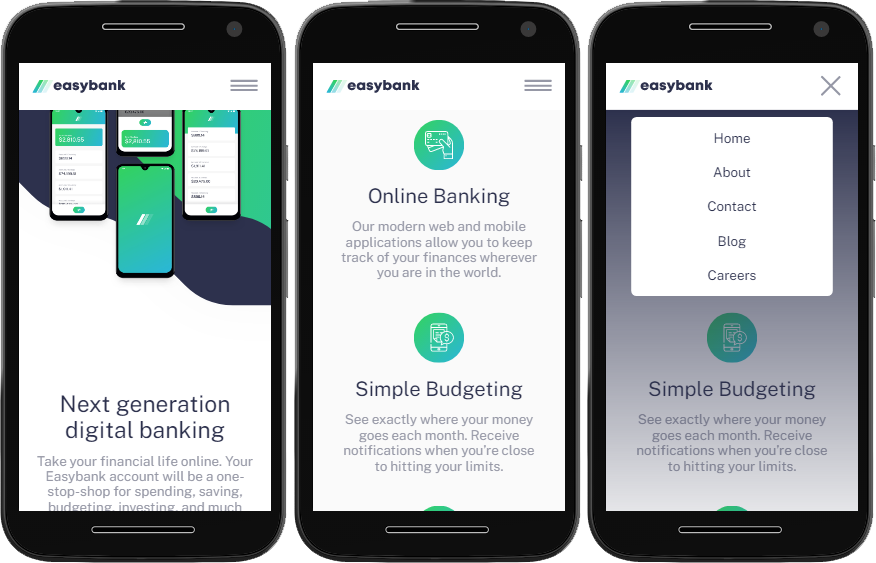 easybank
Next generation
digital banking
Take your financial life online. Your
Easybank account will be a one-
stop-shop for spending, saving,
budgeting, investing, and much
easybank
Online Banking
Our modern web and mobile
applications allow you to keep
track of your finances wherever
you are in the world.
Simple Budgeting
See exactly where your money
goes each month. Receive
notifications when you’re close
to hitting your limits.
easybank
Home
About
Contact
Blog
Careers
Simple Budgeting
See exactly where your money
goes each month. Receive
notifications when you’re close
to hitting your limits.